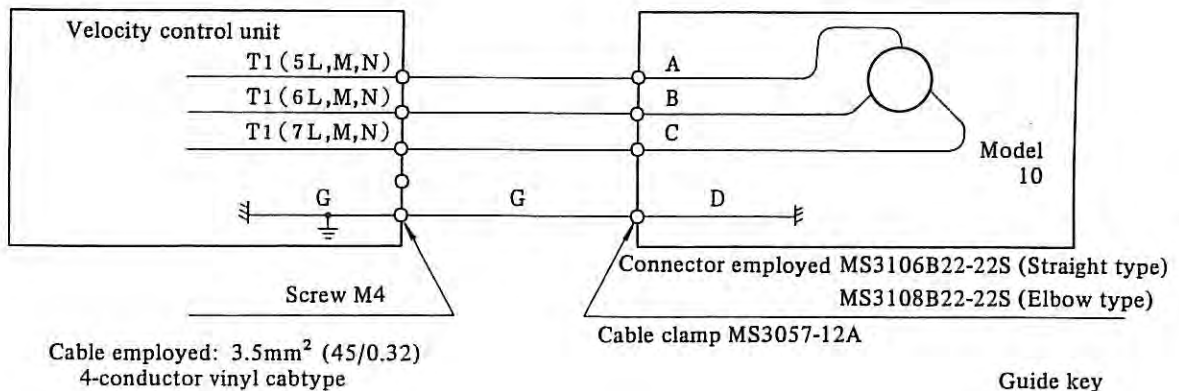 Velocity control unit
T1 (5L,M,N)
T1 (6L,M,N)
T1 (7L,M,N)
G
G
A
B
C
D
Model
10
Screw M4
Cable employed: 3.5mm² (45/0.32)
4-conductor vinyl cabtype
Connector employed MS3106B22-22S (Straight type)
MS3108B22-22S (Elbow type)
Cable clamp MS3057-12A
Guide key